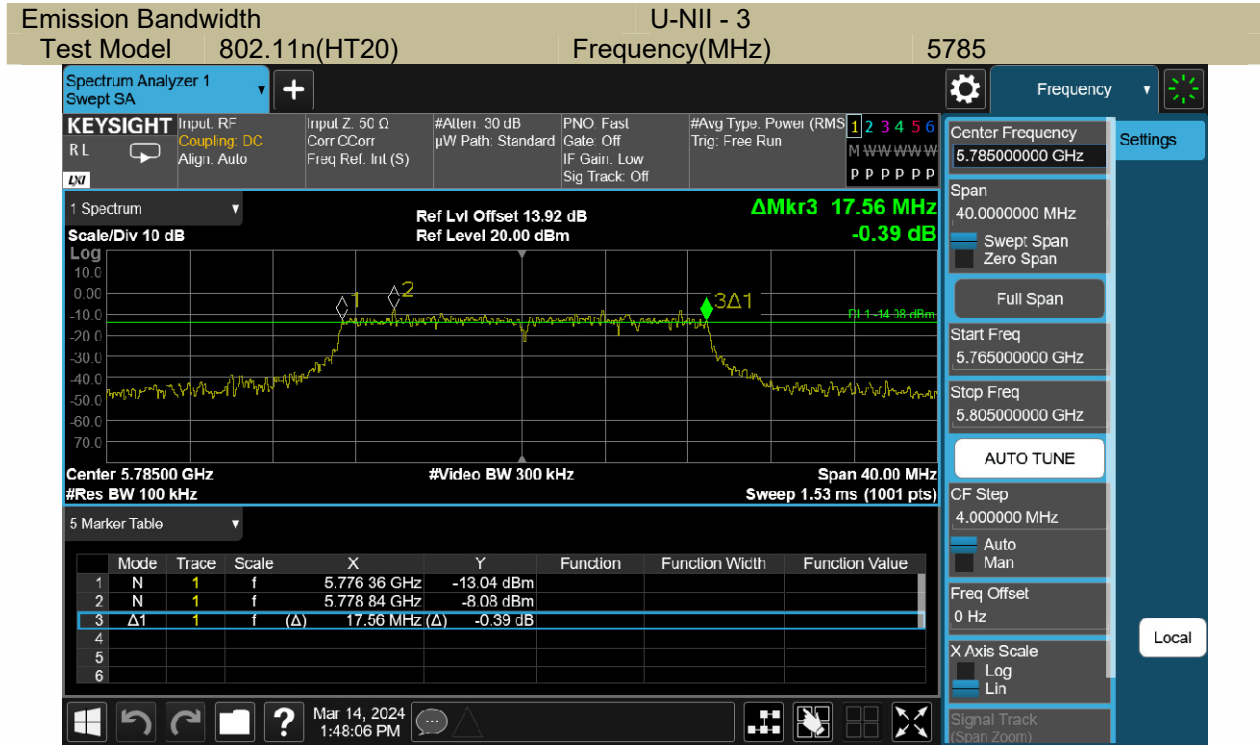 Emission Bandwidth U-NII - 3
Test Model 802.11n(HT20) Frequency(MHz) 5785
Spectrum Analyzer 1
Swept SA
+
Frequency
KEYSIGHT
RL
LXI
Input: RF
Coupling: DC
Align: Auto
Input Z: 50 Ω
Corr CCorr
Freq Ref: Int (S)
#Atten: 30 dB
µW Path: Standard
PNO: Fast
Gate: Off
IF Gain: Low
Sig Track: Off
#Avg Type: Power (RMS
Trig: Free Run
1 2 3 4 5 6
M W W W W W
P P P P P P
Center Frequency
5.785000000 GHz
Settings
1 Spectrum
Scale/Div 10 dB
Ref Lvl Offset 13.92 dB
Ref Level 20.00 dBm
ΔMkr3 17.56 MHz
-0.39 dB
Log
10.0
0.00
-10.0
-20.0
-30.0
-40.0
-50.0
-60.0
70.0
1
2
3Δ1
DL1 -14.08 dBm
Center 5.78500 GHz
#Video BW 300 kHz
Span 40.00 MHz
#Res BW 100 kHz
Sweep 1.53 ms (1001 pts)
Span
40.0000000 MHz
Swept Span
Zero Span
Full Span
Start Freq
5.765000000 GHz
Stop Freq
5.805000000 GHz
AUTO TUNE
CF Step
4.000000 MHz
Auto
Man
Freq Offset
0 Hz
X Axis Scale
Log
Lin
Signal Track
(Span Zoom)
Local
5 Marker Table
Mode Trace Scale X Y Function Function Width Function Value
1 N 1 f 5.776 36 GHz -13.04 dBm
2 N 1 f 5.778 84 GHz -8.08 dBm
3 Δ1 1 f (Δ) 17.56 MHz (Δ) -0.39 dB
4
5
6
?
Mar 14, 2024
1:48:06 PM